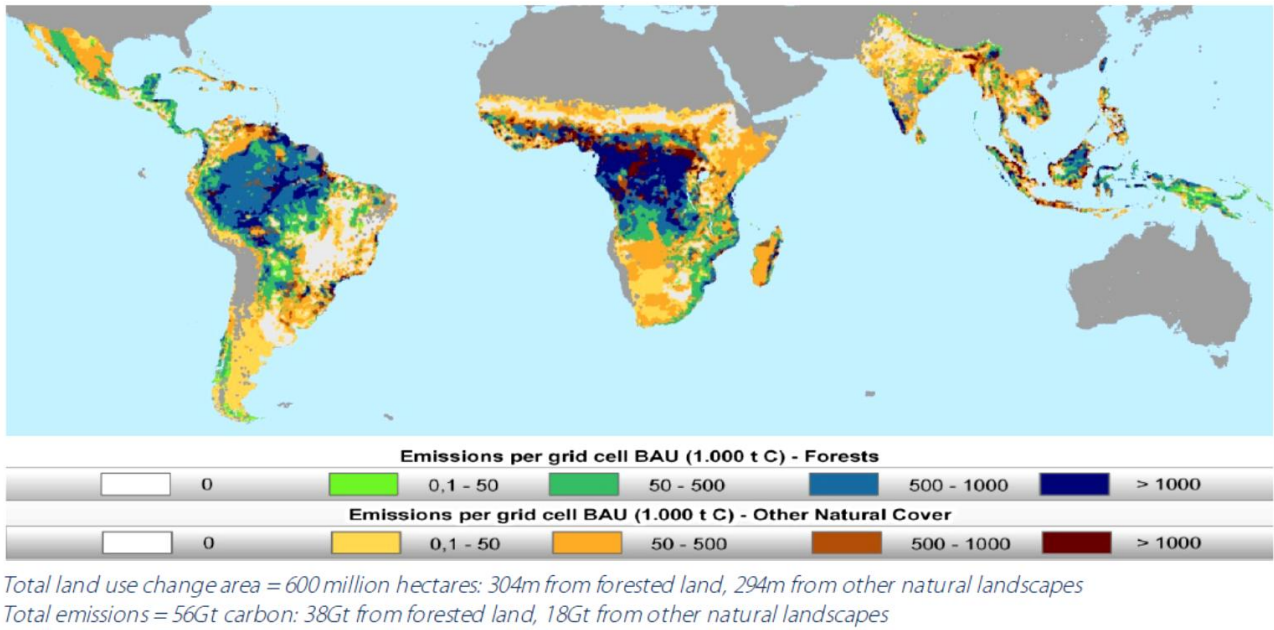 Emissions per grid cell BAU (1.000 t C) - Forests
0 0,1 - 50 50 - 500 500 - 1000 > 1000
Emissions per grid cell BAU (1.000 t C) - Other Natural Cover
0 0,1 - 50 50 - 500 500 - 1000 > 1000
Total land use change area = 600 million hectares: 304m from forested land, 294m from other natural landscapes
Total emissions = 56Gt carbon: 38Gt from forested land, 18Gt from other natural landscapes